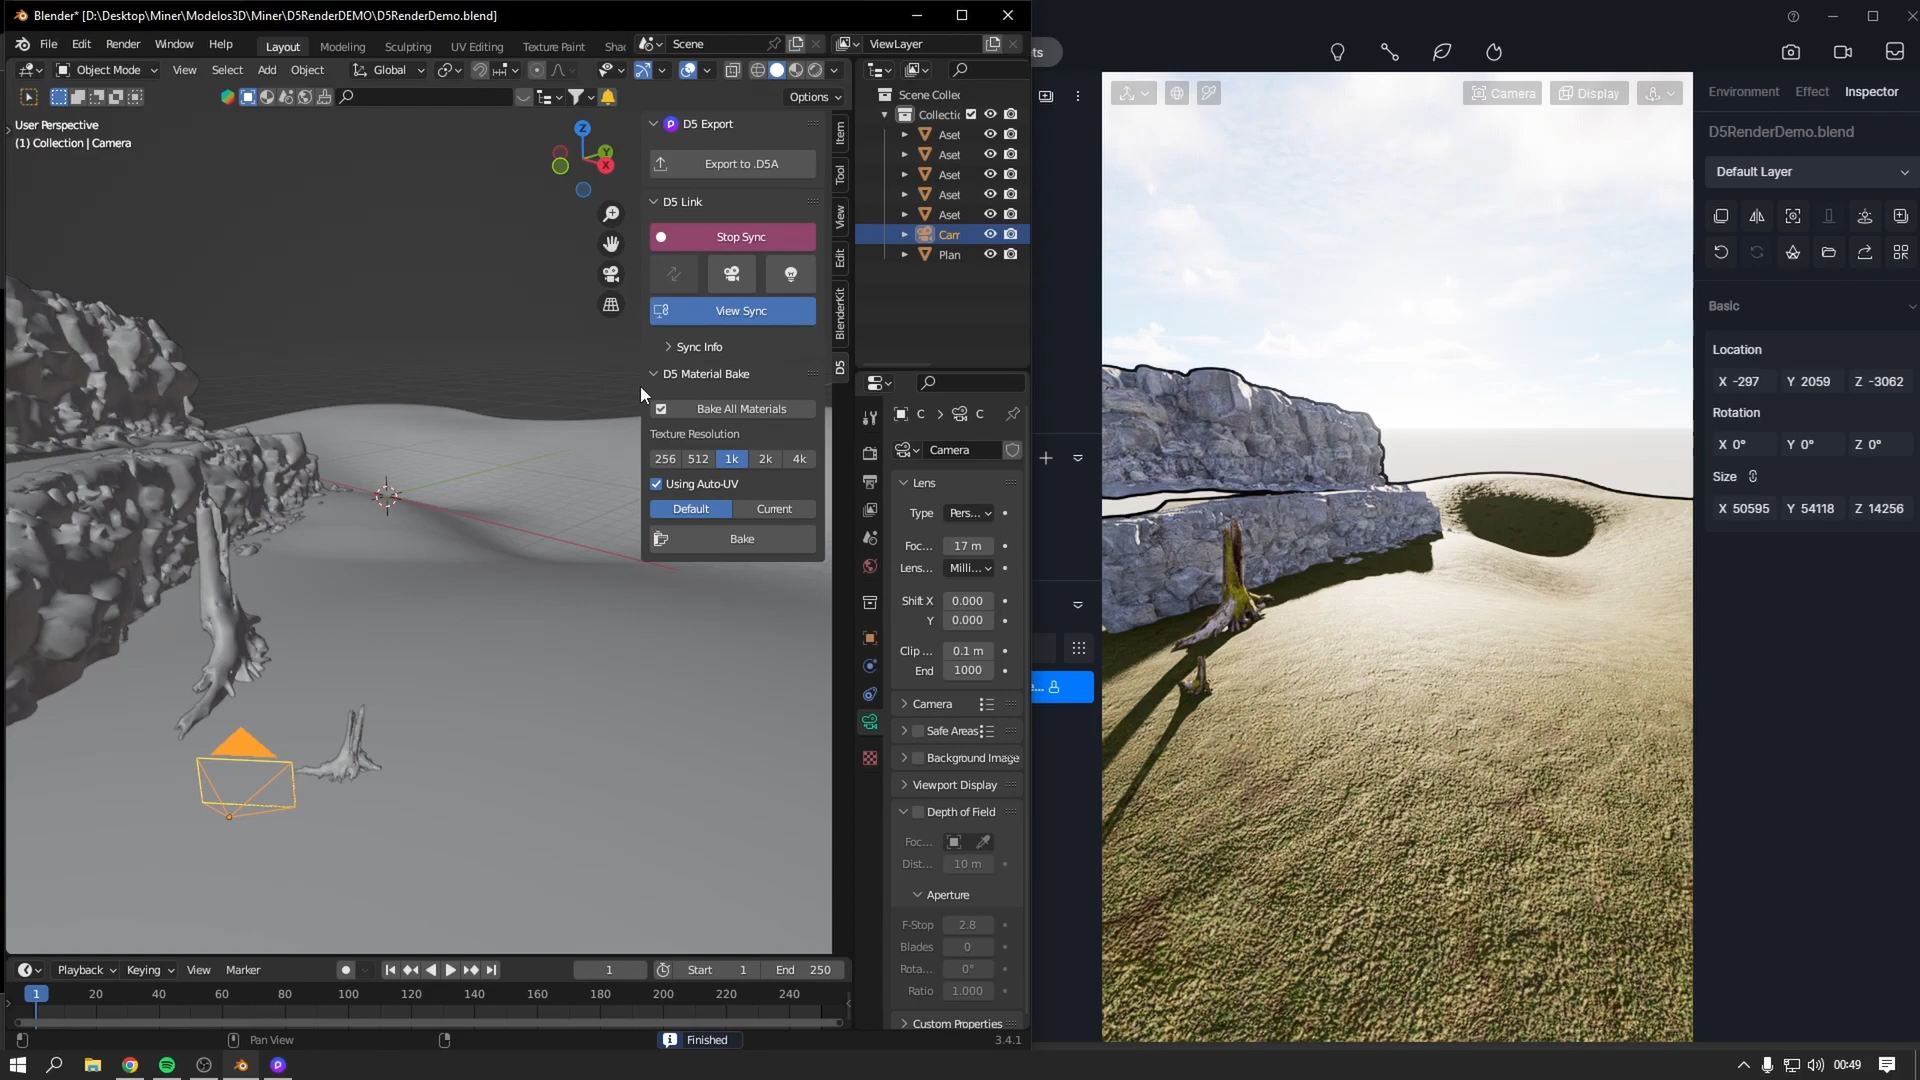 Blender* [D:\Desktop\Miner\Modelos3D\Miner\D5RenderDEMO\D5RenderDemo.blend]
File Edit Render Window Help
Layout Modeling Sculpting UV Editing Texture Paint Sha
Scene
ViewLayer
Object Mode View Select Add Object Global
Options
User Perspective
(1) Collection | Camera
Z
Y
X
D5 Export
Export to .D5A
D5 Link
Stop Sync
View Sync
Sync Info
D5 Material Bake
Bake All Materials
Texture Resolution
256 512 1k 2k 4k
Using Auto-UV
Default Current
Bake
Item
Tool
View
Edit
BlenderKit
D5
Scene Collec
Collectic
Aset
Aset
Aset
Aset
Aset
Cam
Plan
C > C
Camera
Lens
Type Pers...
Foc... 17 m
Lens... Milli...
Shift X 0.000
Y 0.000
Clip ... 0.1 m
End 1000
Camera
Safe Areas
Background Image
Viewport Display
Depth of Field
Foc...
Dist... 10 m
Aperture
F-Stop 2.8
Blades 0
Rota... 0°
Ratio 1.000
Custom Properties
Playback Keying View Marker
1 Start 1 End 250
1 20 40 60 80 100 120 140 160 180 200 220 240
Pan View
Finished
3.4.1
ts
Camera Display
Environment Effect Inspector
D5RenderDemo.blend
Default Layer
Basic
Location
X -297 Y 2059 Z -3062
Rotation
X 0° Y 0° Z 0°
Size
X 50595 Y 54118 Z 14256
00:49